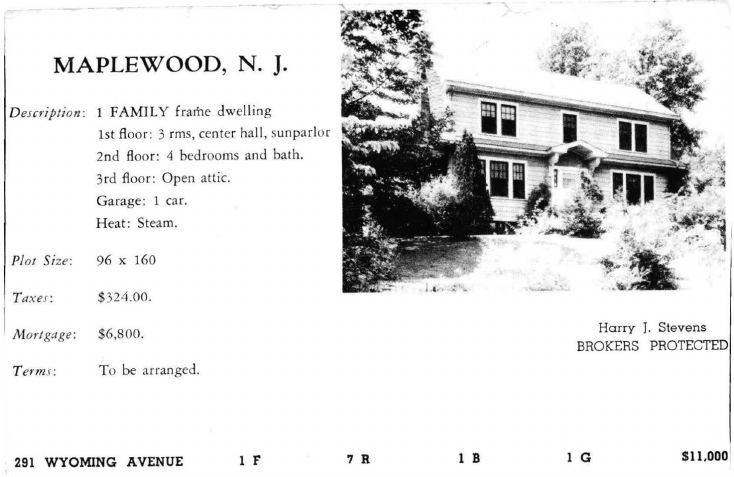 MAPLEWOOD, N. J.
Description: 1 FAMILY frame dwelling
1st floor: 3 rms, center hall, sunparlor
2nd floor: 4 bedrooms and bath.
3rd floor: Open attic.
Garage: 1 car.
Heat: Steam.
Plot Size: 96 x 160
Taxes: $324.00.
Mortgage: $6,800.
Terms: To be arranged.
Harry J. Stevens
BROKERS PROTECTED
291 WYOMING AVENUE 1 F 7 R 1 B 1 G $11,000